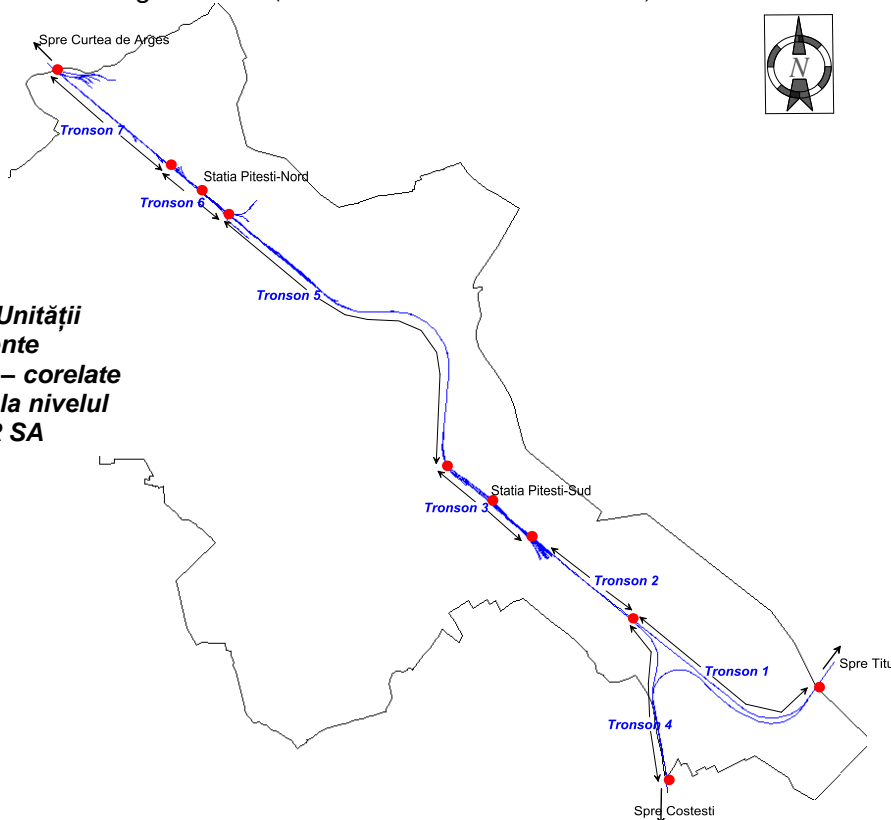 Spre Curtea de Arges
N
Tronson 7
Statia Pitesti-Nord
Tronson 6
Tronson 5
Unității
nte
– corelate
la nivelul
R SA
Statia Pitesti-Sud
Tronson 3
Tronson 2
Tronson 1
Spre Titu
Tronson 4
Spre Costesti